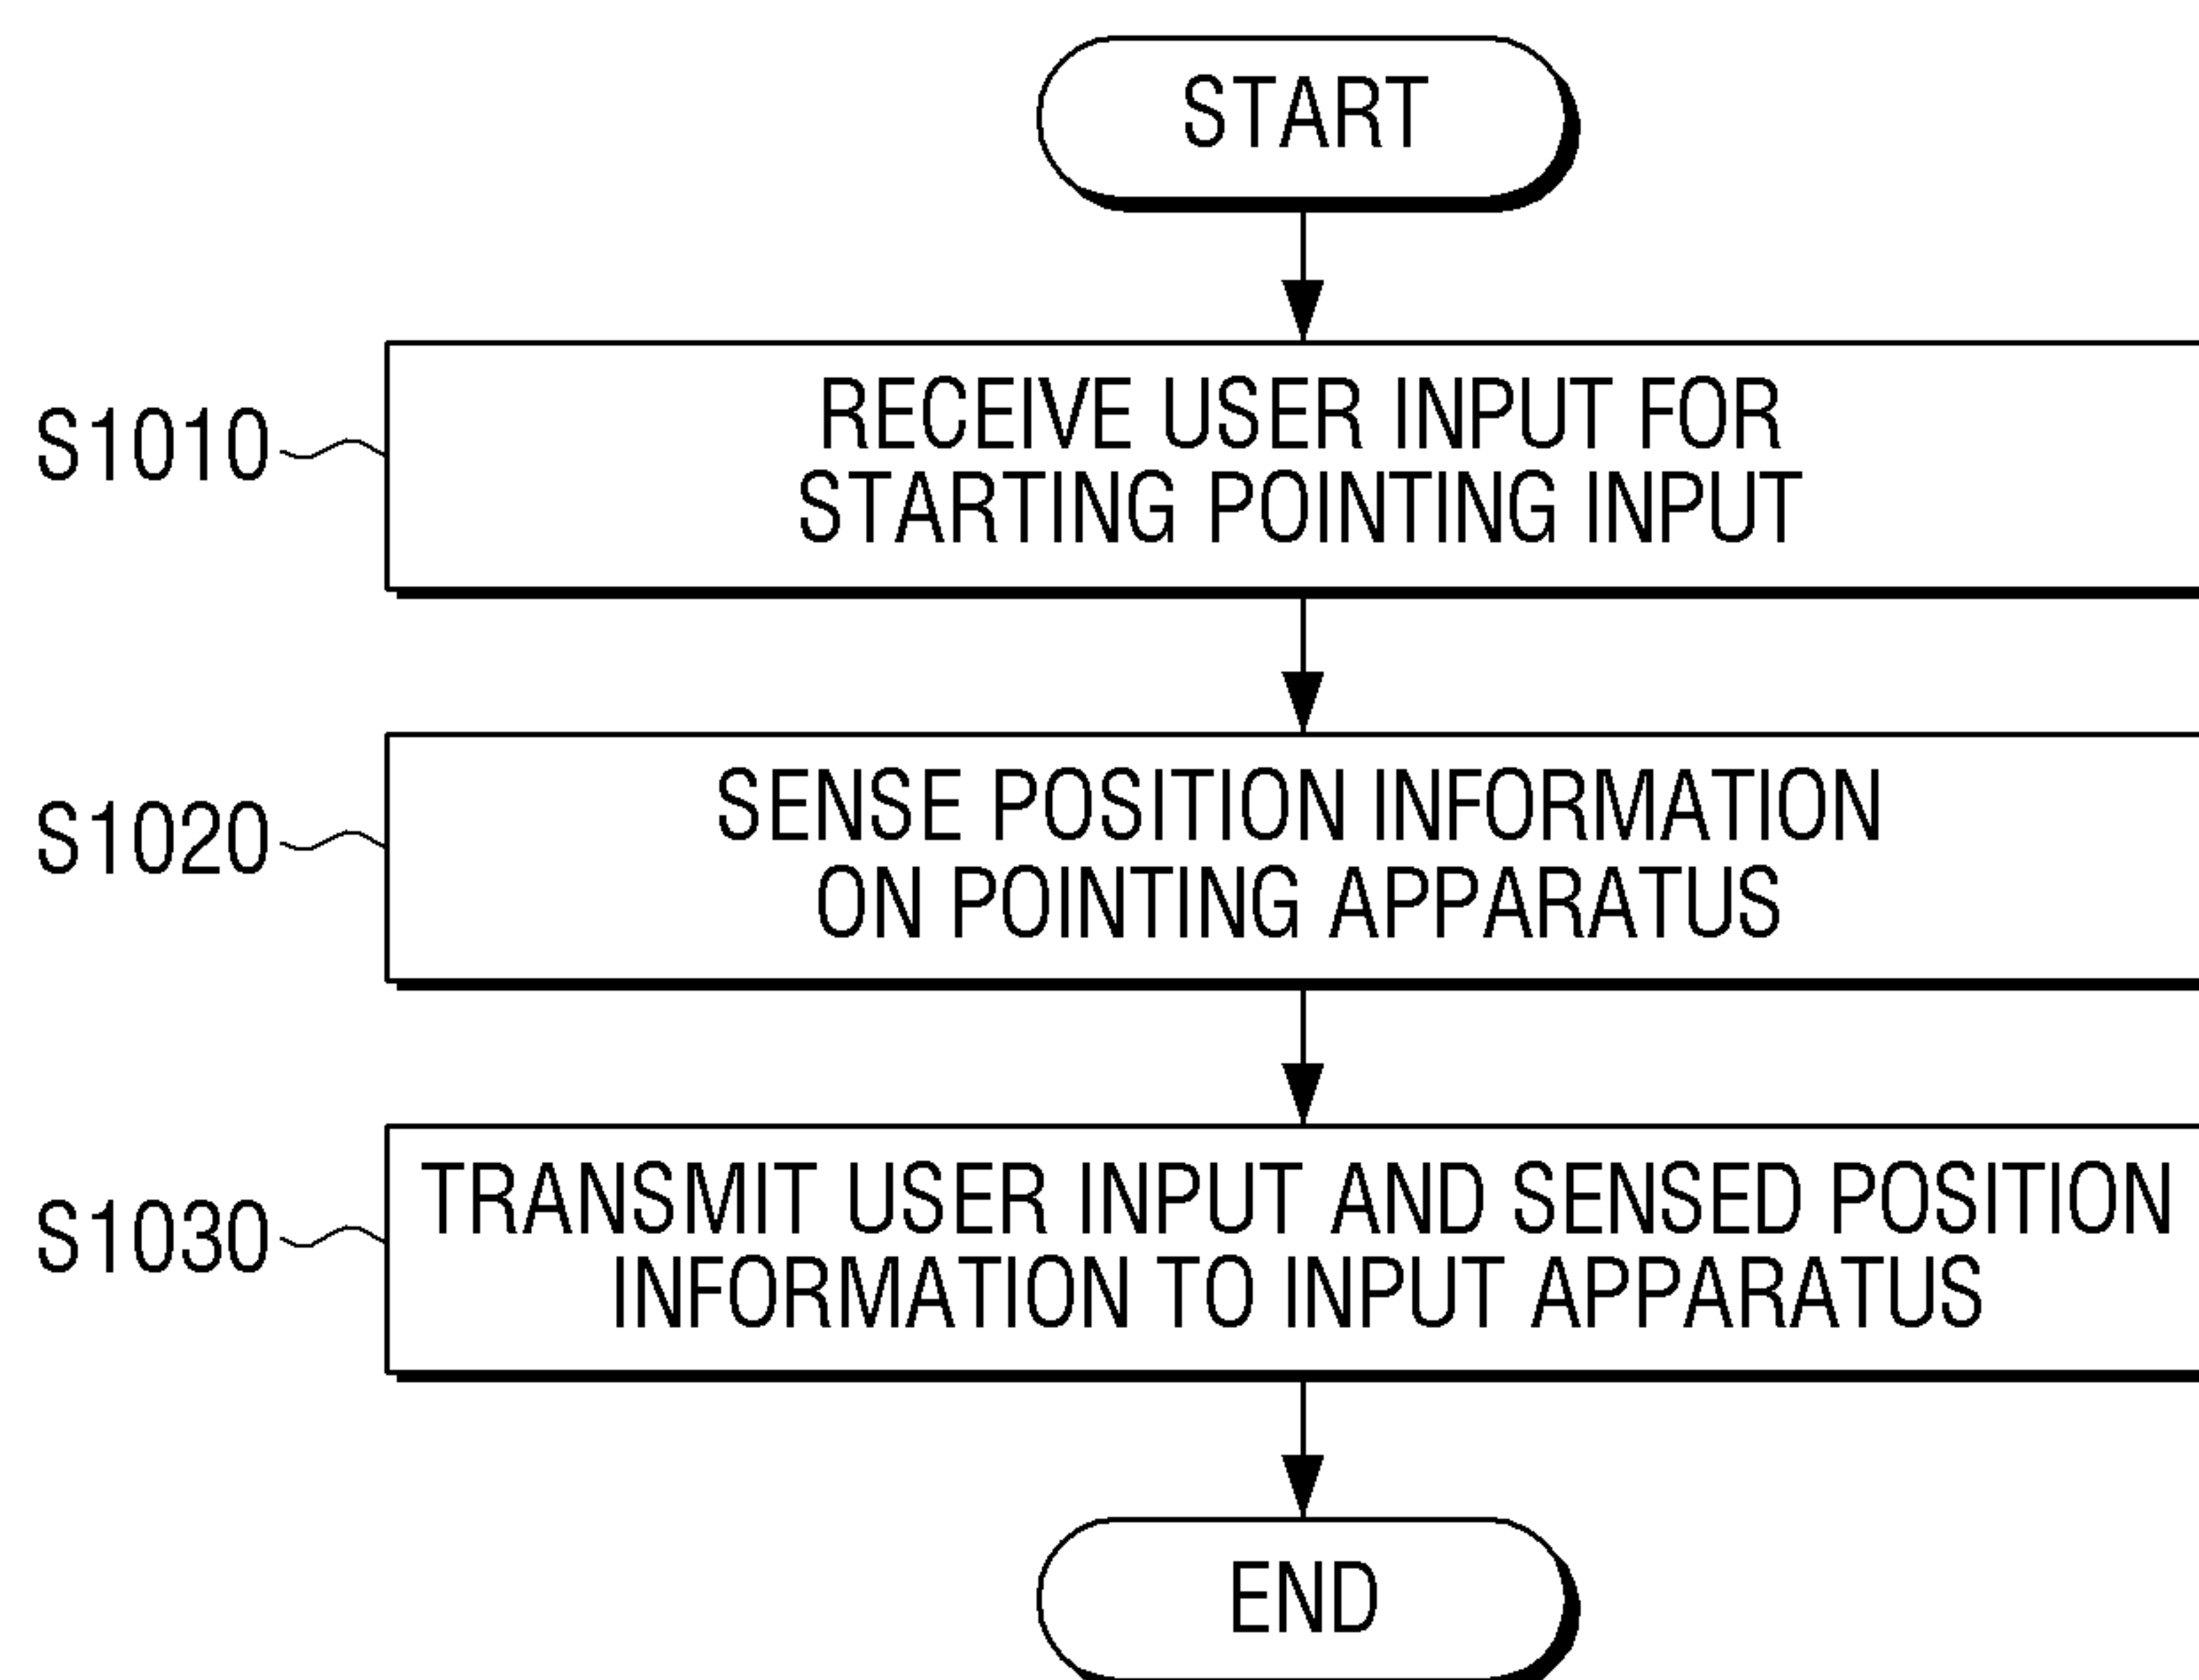 START
S1010
RECEIVE USER INPUT FOR
STARTING POINTING INPUT
S1020
SENSE POSITION INFORMATION
ON POINTING APPARATUS
S1030
TRANSMIT USER INPUT AND SENSED POSITION
INFORMATION TO INPUT APPARATUS
END